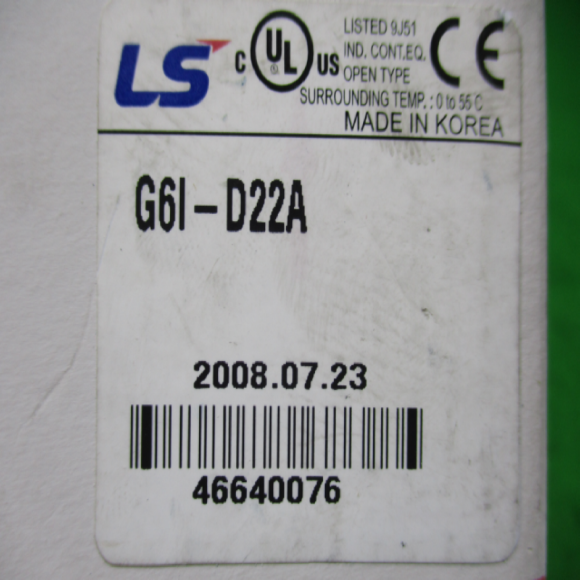 LS
c UL US
LISTED 9J51
IND. CONT.EQ.
OPEN TYPE
CE
SURROUNDING TEMP. : 0 to 55 C
MADE IN KOREA
G6I - D22A
2008.07.23
46640076